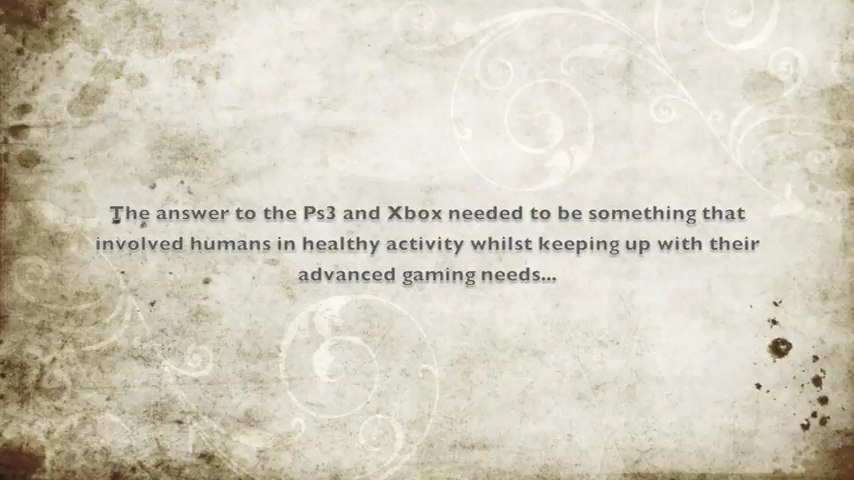 The answer to the Ps3 and Xbox needed to be something that
involved humans in healthy activity whilst keeping up with their
advanced gaming needs...